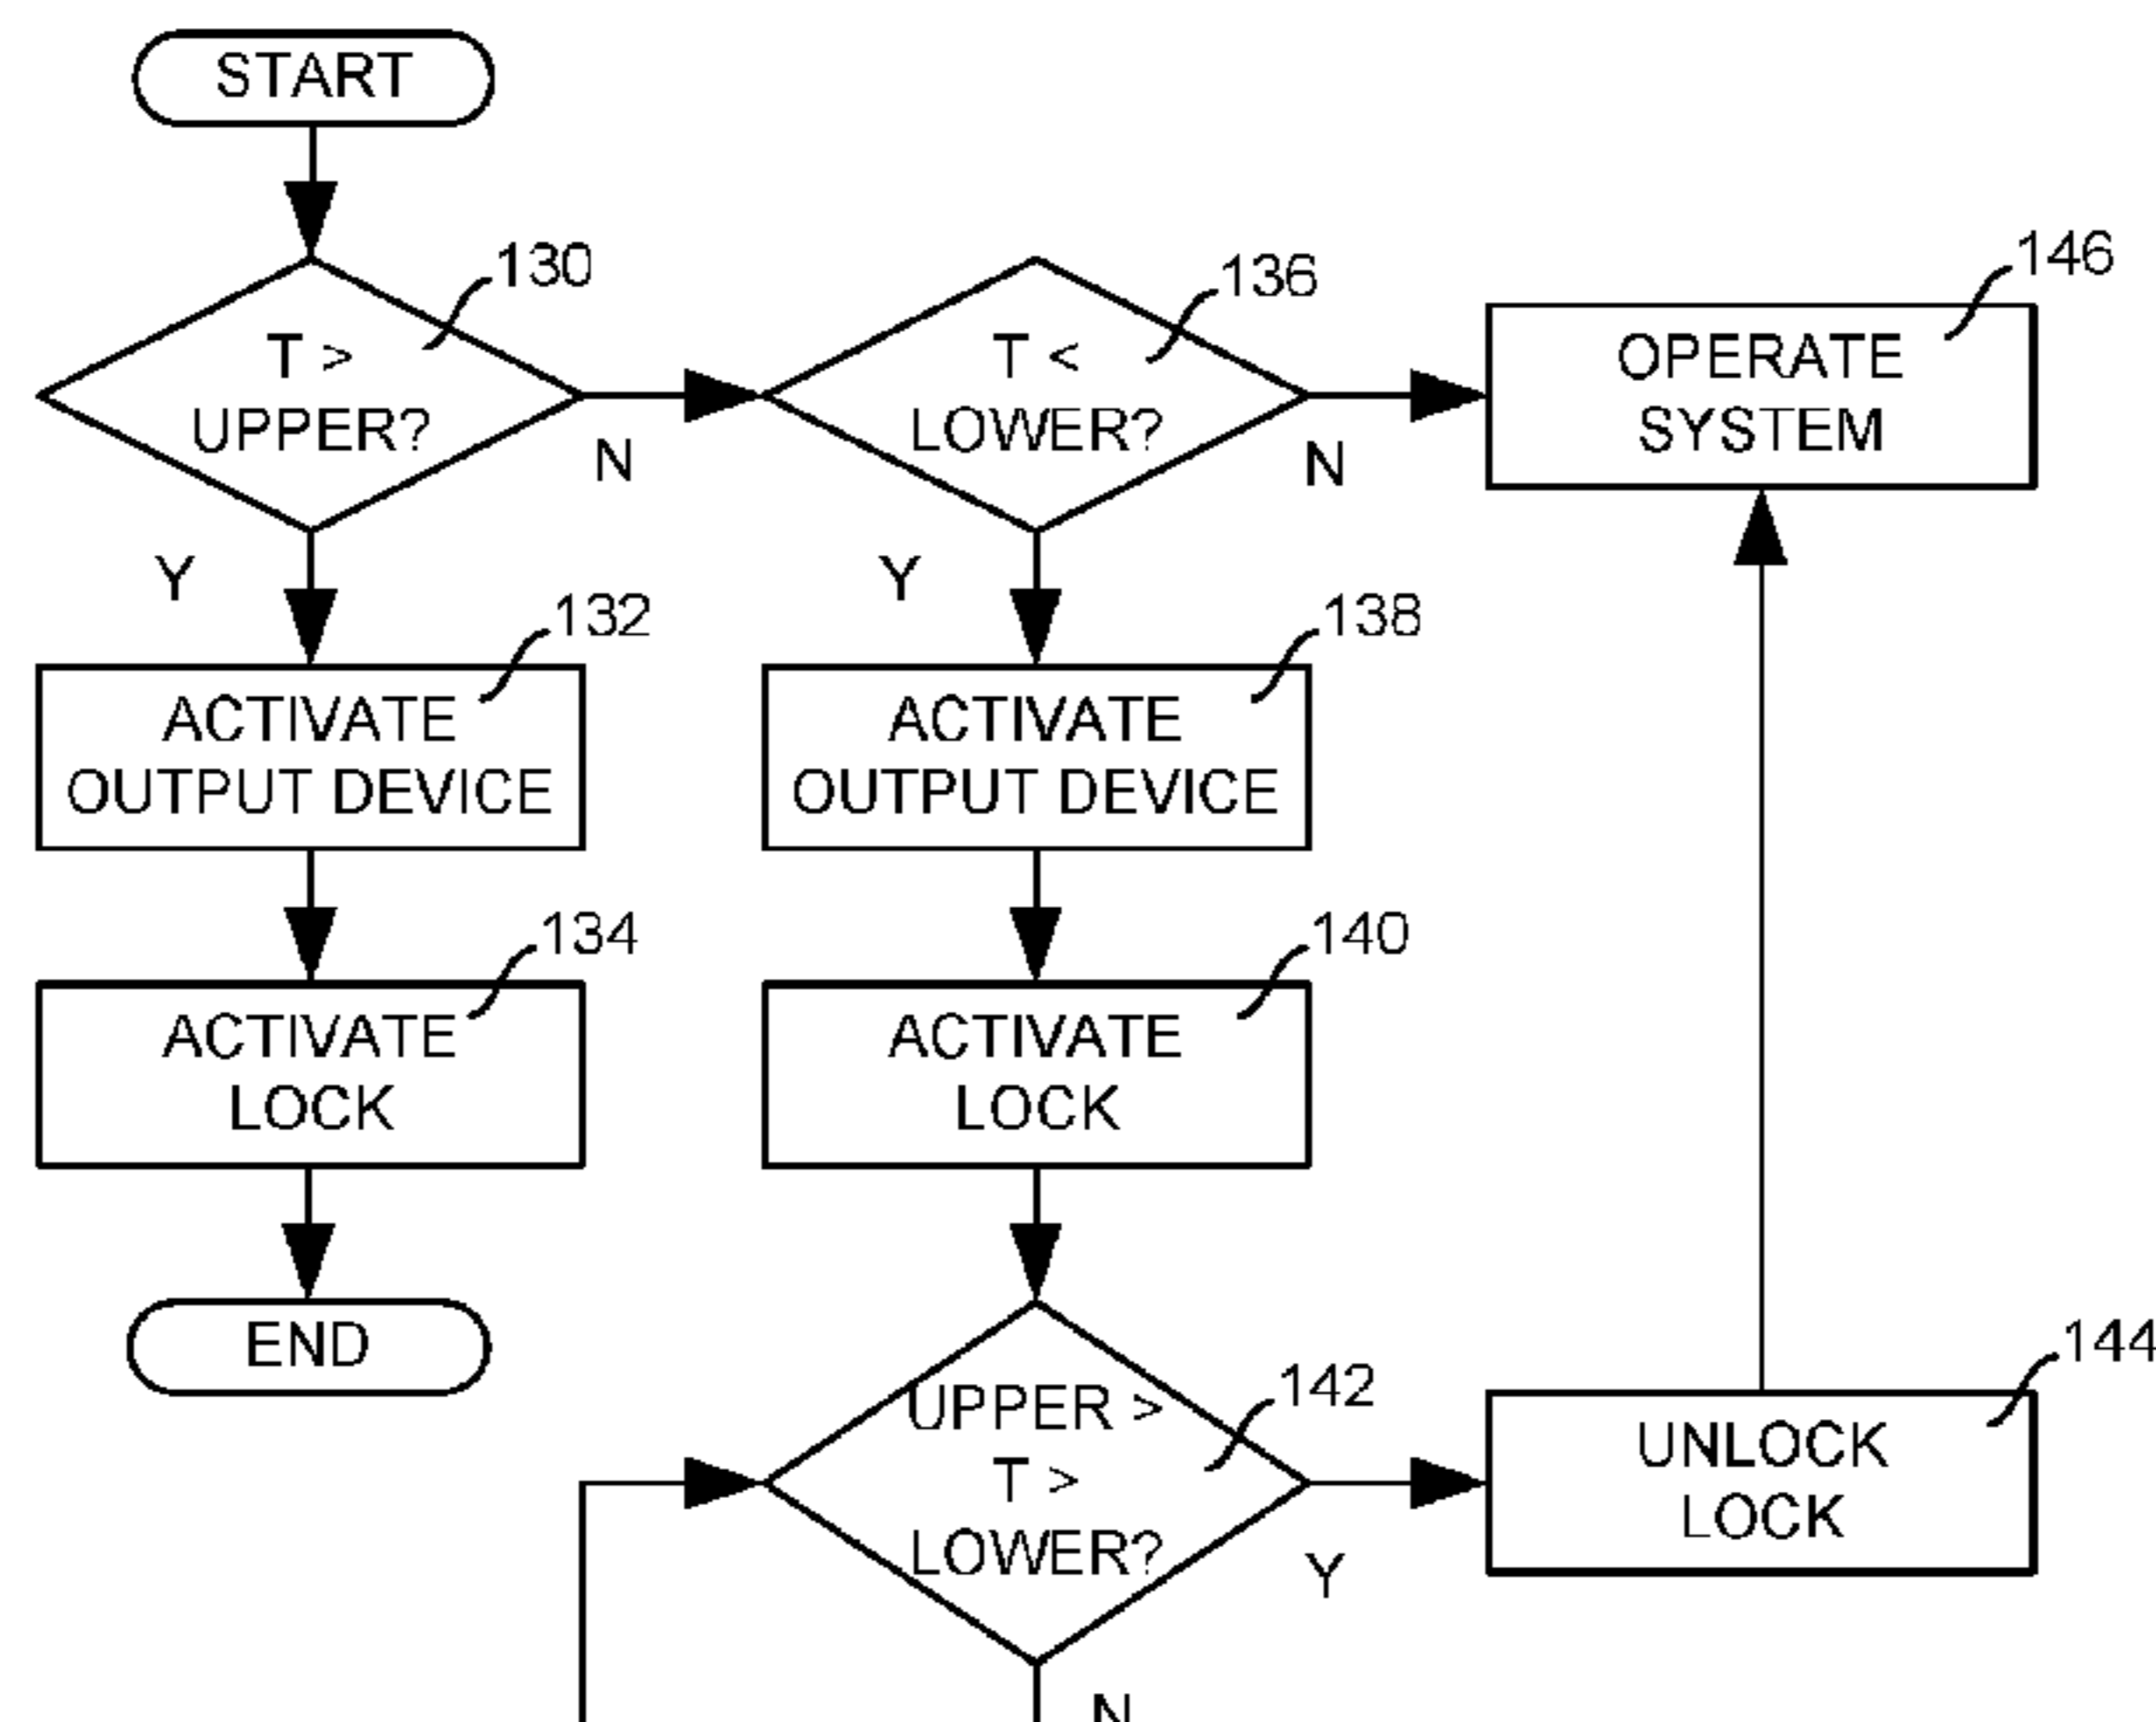 START
130
T >
UPPER?
N
Y
136
T <
LOWER?
N
Y
146
OPERATE
SYSTEM
132
ACTIVATE
OUTPUT DEVICE
138
ACTIVATE
OUTPUT DEVICE
134
ACTIVATE
LOCK
140
ACTIVATE
LOCK
END
142
UPPER >
T >
LOWER?
Y
N
144
UNLOCK
LOCK